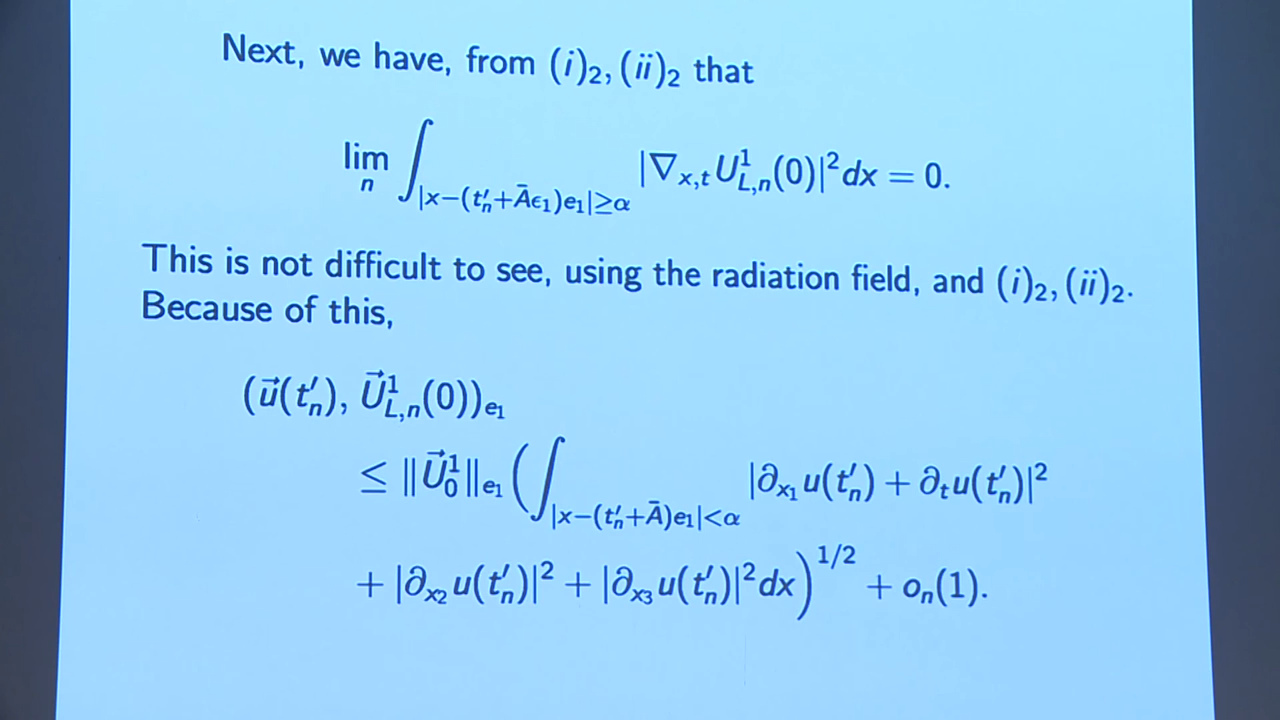 Next, we have, from (i)₂, (ii)₂ that
lim_n ∫_{|x−(t′_n+Āϵ₁)e₁|≥α} |∇_{x,t} U¹_{L,n}(0)|² dx = 0.
This is not difficult to see, using the radiation field, and (i)₂, (ii)₂.
Because of this,
(u⃗(t′_n), U⃗¹_{L,n}(0))_{e₁}
≤ ‖U⃗¹₀‖_{e₁} (∫_{|x−(t′_n+Ā)e₁|<α} |∂_{x₁}u(t′_n) + ∂_t u(t′_n)|²
+ |∂_{x₂}u(t′_n)|² + |∂_{x₃}u(t′_n)|² dx)^{1/2} + o_n(1).